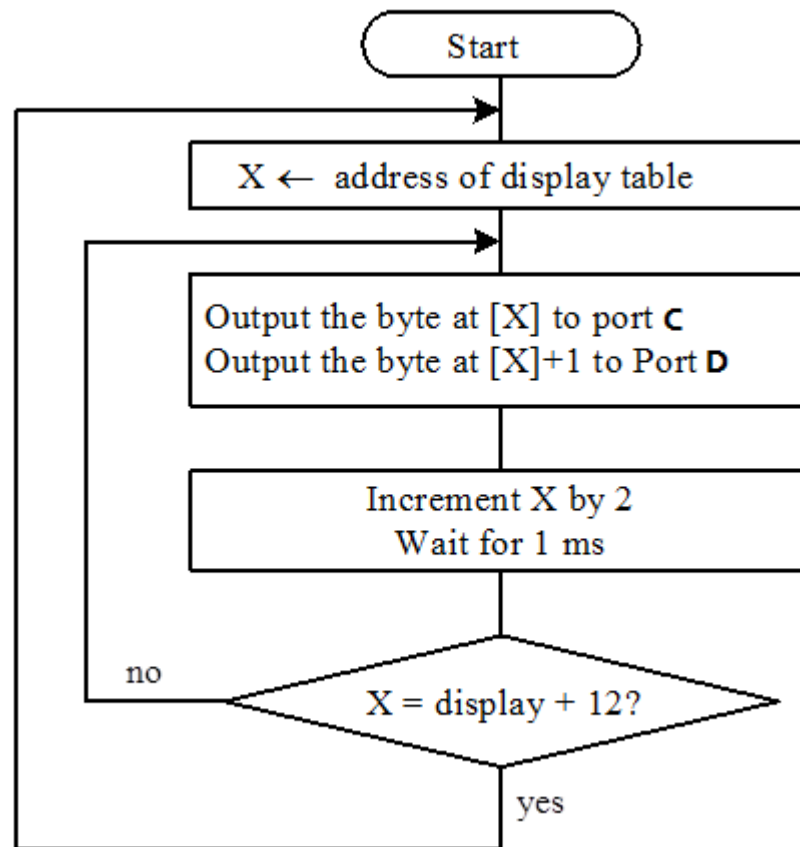 Start
X ← address of display table
Output the byte at [X] to port C
Output the byte at [X]+1 to Port D
Increment X by 2
Wait for 1 ms
no
X = display + 12?
yes